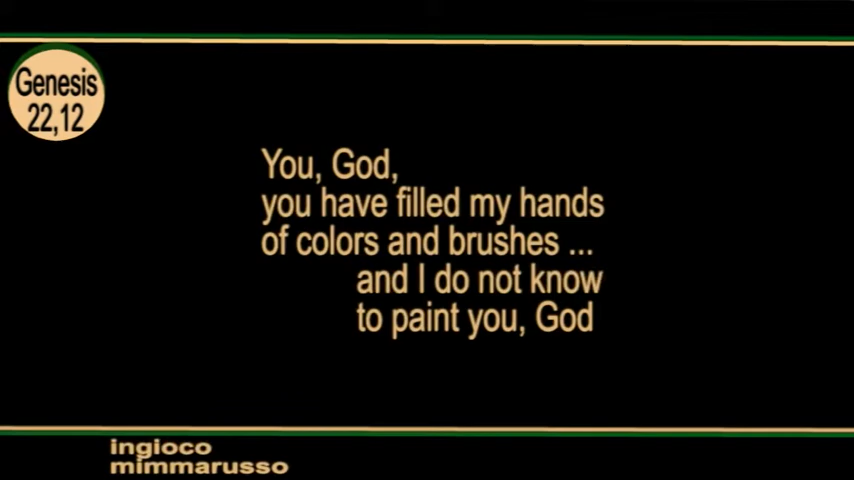 Genesis
22,12
You, God,
you have filled my hands
of colors and brushes ...
and I do not know
to paint you, God
ingioco
mimmarusso